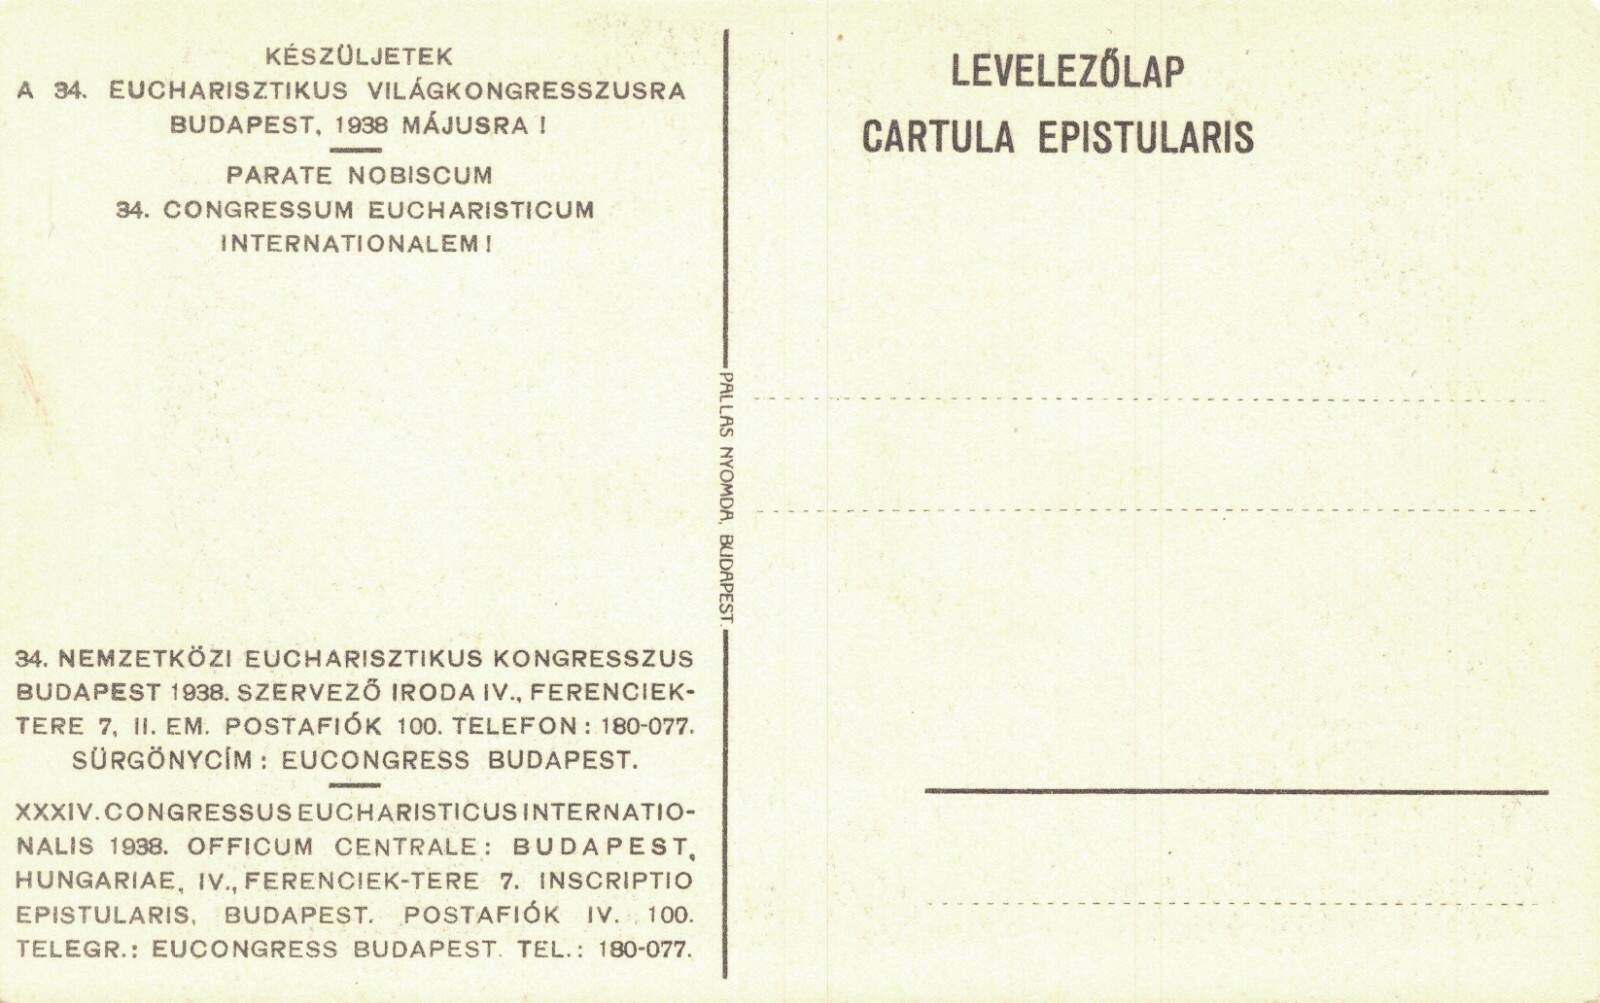 KÉSZÜLJETEK
A 34. EUCHARISZTIKUS VILÁGKONGRESSZUSRA
BUDAPEST, 1938 MÁJUSRA !
PARATE NOBISCUM
34. CONGRESSUM EUCHARISTICUM
INTERNATIONALEM !
34. NEMZETKÖZI EUCHARISZTIKUS KONGRESSZUS
BUDAPEST 1938. SZERVEZŐ IRODA IV., FERENCIEK-
TERE 7, II. EM. POSTAFIÓK 100. TELEFON : 180-077.
SÜRGÖNYCÍM : EUCONGRESS BUDAPEST.
XXXIV. CONGRESSUS EUCHARISTICUS INTERNATIO-
NALIS 1938. OFFICUM CENTRALE : BUDAPEST,
HUNGARIAE, IV., FERENCIEK-TERE 7. INSCRIPTIO
EPISTULARIS, BUDAPEST. POSTAFIÓK IV. 100.
TELEGR.: EUCONGRESS BUDAPEST. TEL.: 180-077.
PALLAS NYOMDA, BUDAPEST.
LEVELEZŐLAP
CARTULA EPISTULARIS